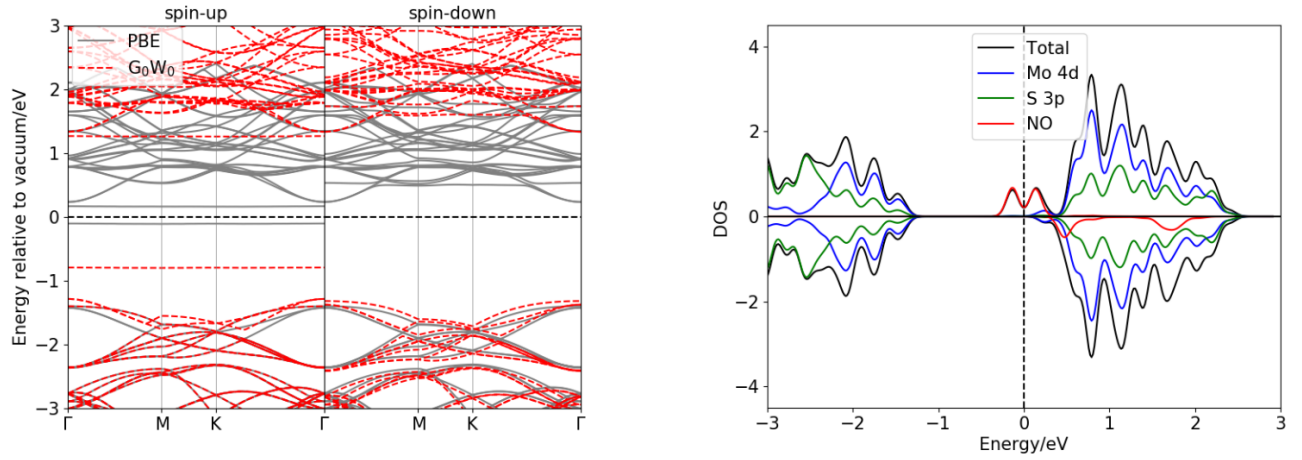 spin-up spin-down
3
2
1
0
−1
−2
−3
Energy relative to vacuum/eV
PBE
G₀W₀
Γ M K Γ M K Γ
4
2
0
−2
−4
DOS
Total
Mo 4d
S 3p
NO
−3 −2 −1 0 1 2 3
Energy/eV